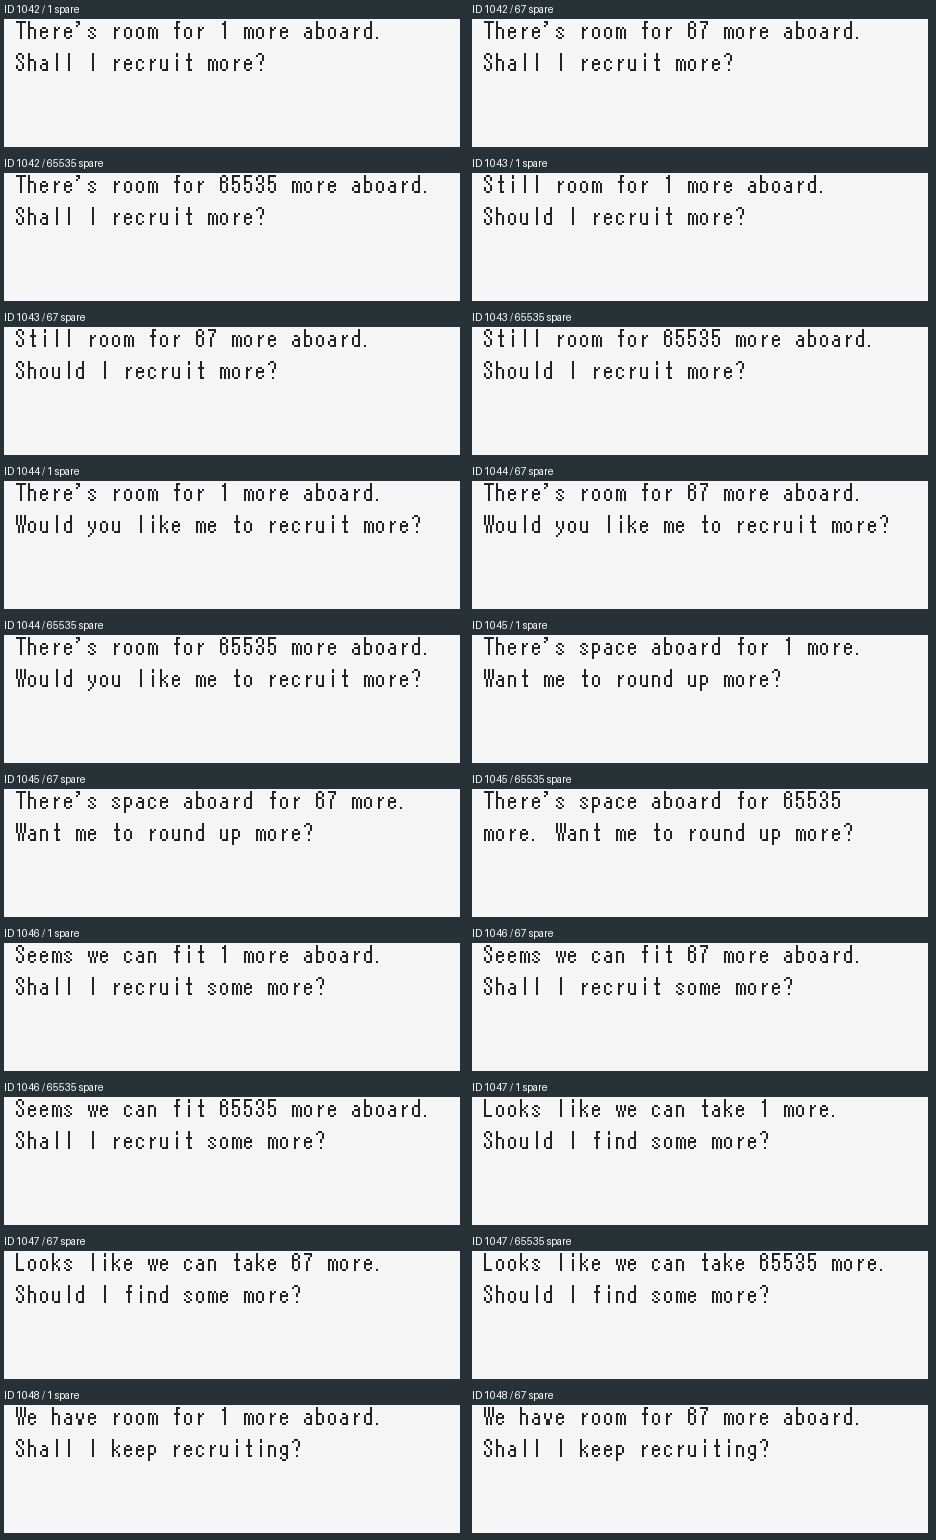 ID 1042 / 1 spare
There's room for 1 more aboard.
Shall I recruit more?
ID 1042 / 67 spare
There's room for 67 more aboard.
Shall I recruit more?
ID 1042 / 65535 spare
There's room for 65535 more aboard.
Shall I recruit more?
ID 1043 / 1 spare
Still room for 1 more aboard.
Should I recruit more?
ID 1043 / 67 spare
Still room for 67 more aboard.
Should I recruit more?
ID 1043 / 65535 spare
Still room for 65535 more aboard.
Should I recruit more?
ID 1044 / 1 spare
There's room for 1 more aboard.
Would you like me to recruit more?
ID 1044 / 67 spare
There's room for 67 more aboard.
Would you like me to recruit more?
ID 1044 / 65535 spare
There's room for 65535 more aboard.
Would you like me to recruit more?
ID 1045 / 1 spare
There's space aboard for 1 more.
Want me to round up more?
ID 1045 / 67 spare
There's space aboard for 67 more.
Want me to round up more?
ID 1045 / 65535 spare
There's space aboard for 65535
more. Want me to round up more?
ID 1046 / 1 spare
Seems we can fit 1 more aboard.
Shall I recruit some more?
ID 1046 / 67 spare
Seems we can fit 67 more aboard.
Shall I recruit some more?
ID 1046 / 65535 spare
Seems we can fit 65535 more aboard.
Shall I recruit some more?
ID 1047 / 1 spare
Looks like we can take 1 more.
Should I find some more?
ID 1047 / 67 spare
Looks like we can take 67 more.
Should I find some more?
ID 1047 / 65535 spare
Looks like we can take 65535 more.
Should I find some more?
ID 1048 / 1 spare
We have room for 1 more aboard.
Shall I keep recruiting?
ID 1048 / 67 spare
We have room for 67 more aboard.
Shall I keep recruiting?